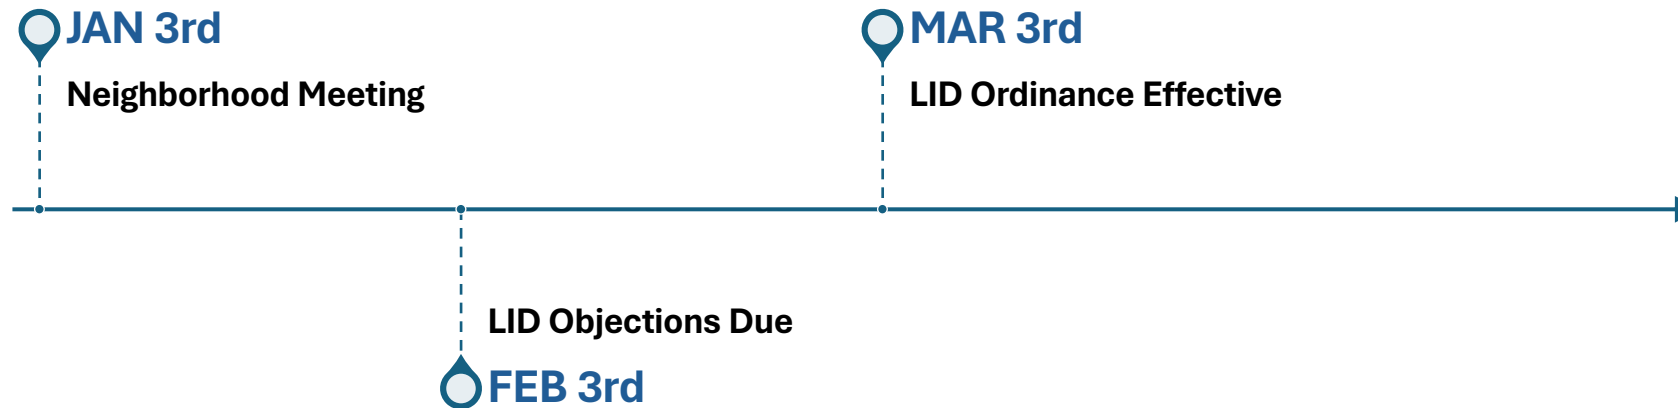 JAN 3rd
Neighborhood Meeting
MAR 3rd
LID Ordinance Effective
LID Objections Due
FEB 3rd